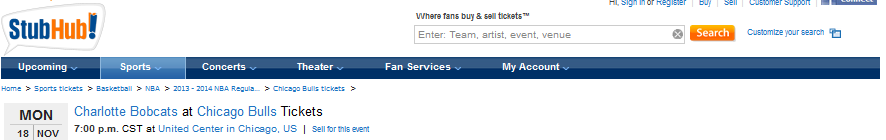 Hi, Sign in or Register | Buy | Sell | Customer Support | Connect
StubHub!
Where fans buy & sell tickets™
Enter: Team, artist, event, venue
Search
Customize your search
Upcoming Sports Concerts Theater Fan Services My Account
Home > Sports tickets > Basketball > NBA > 2013 - 2014 NBA Regula... > Chicago Bulls tickets >
MON
18 NOV
Charlotte Bobcats at Chicago Bulls Tickets
7:00 p.m. CST at United Center in Chicago, US | Sell for this event